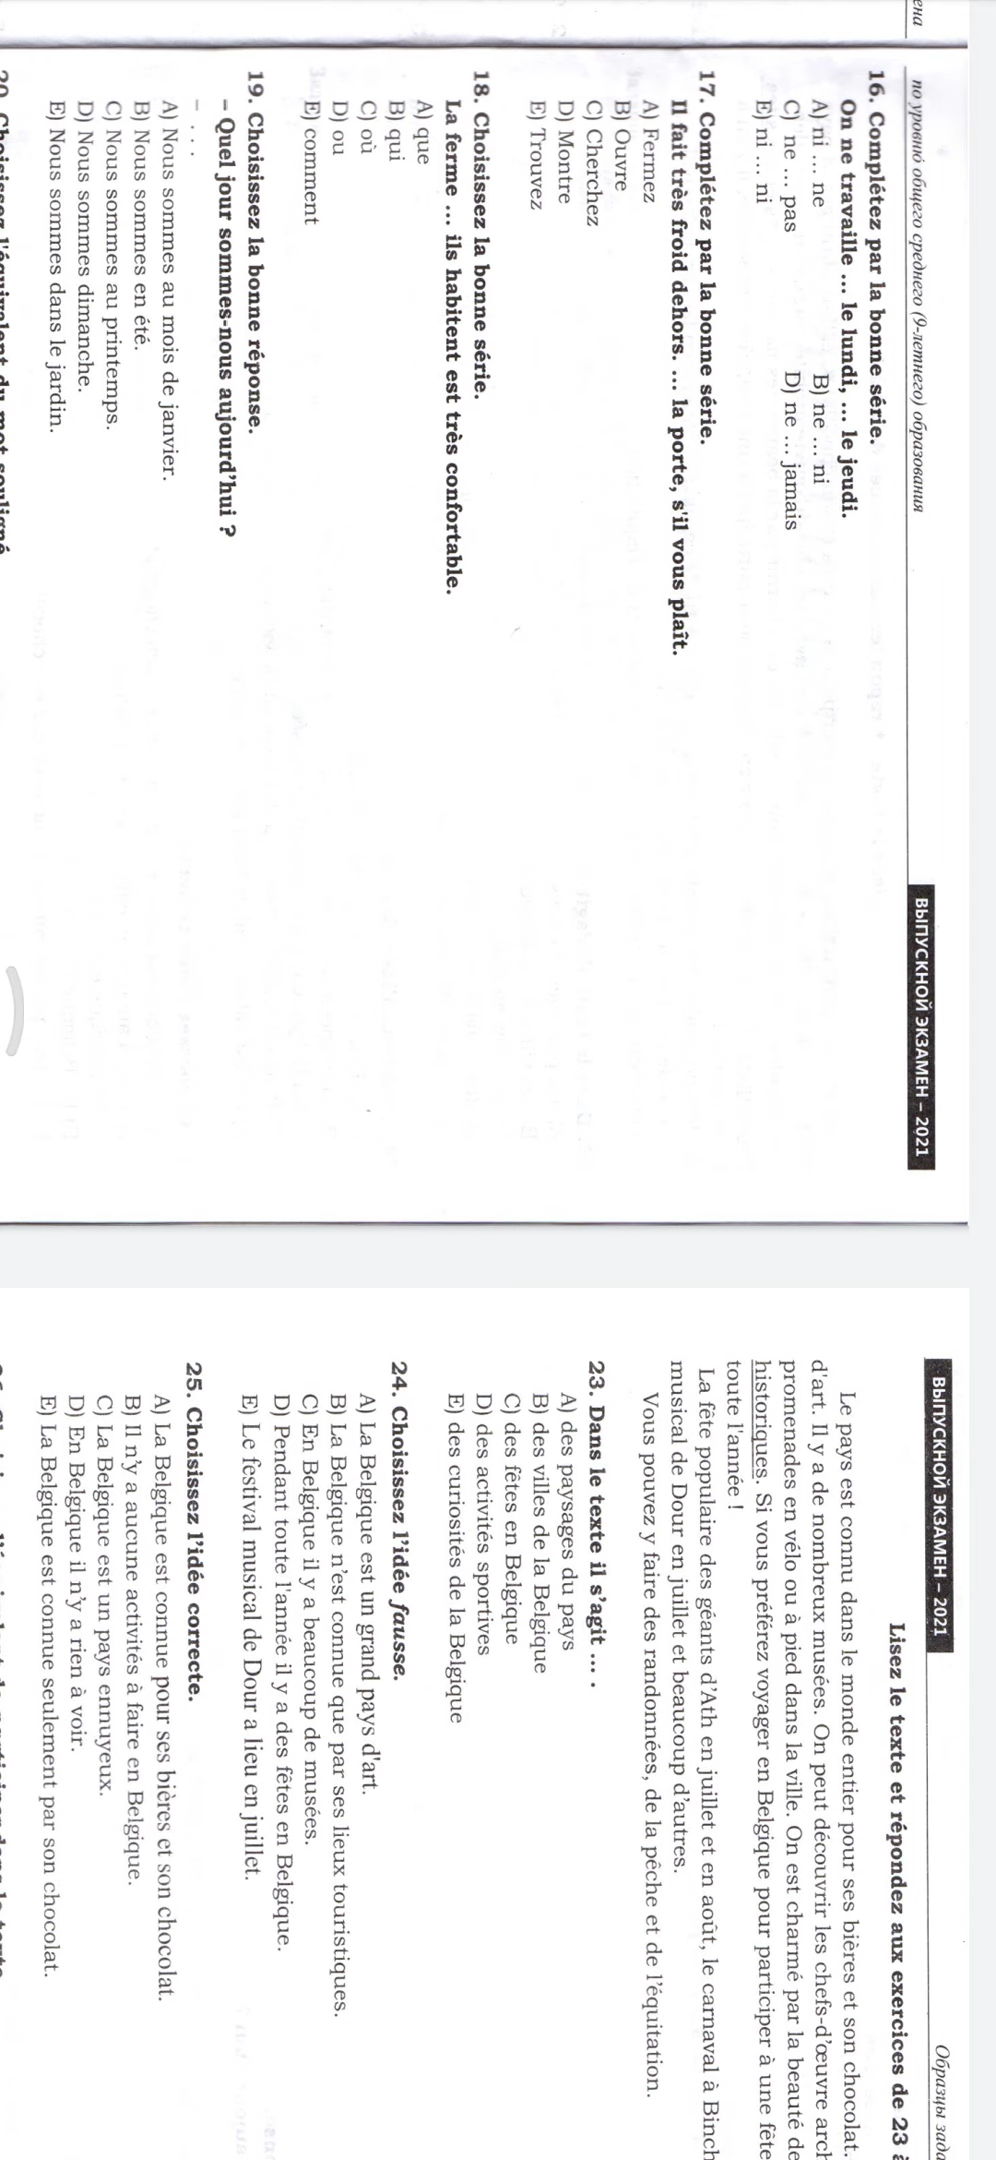 ена
по уровню общего среднего (9-летнего) образования
ВЫПУСКНОЙ ЭКЗАМЕН – 2021
16. Complétez par la bonne série.
On ne travaille ... le lundi, ... le jeudi.
A) ni ... ne B) ne ... ni
C) ne ... pas D) ne ... jamais
E) ni ... ni
17. Complétez par la bonne série.
Il fait très froid dehors. ... la porte, s'il vous plaît.
A) Fermez
B) Ouvre
C) Cherchez
D) Montre
E) Trouvez
18. Choisissez la bonne série.
La ferme ... ils habitent est très confortable.
A) que
B) qui
C) où
D) ou
E) comment
19. Choisissez la bonne réponse.
– Quel jour sommes-nous aujourd’hui ?
– ...
A) Nous sommes au mois de janvier.
B) Nous sommes en été.
C) Nous sommes au printemps.
D) Nous sommes dimanche.
E) Nous sommes dans le jardin.
20. Choisissez l'équivalent du mot souligné
ВЫПУСКНОЙ ЭКЗАМЕН – 2021
Образцы зада
Lisez le texte et répondez aux exercices de 23 à
Le pays est connu dans le monde entier pour ses bières et son chocolat.
d'art. Il y a de nombreux musées. On peut découvrir les chefs-d’œuvre arch
promenades en vélo ou à pied dans la ville. On est charmé par la beauté de
historiques. Si vous préférez voyager en Belgique pour participer à une fête
toute l'année !
La fête populaire des géants d’Ath en juillet et en août, le carnaval à Binch
musical de Dour en juillet et beaucoup d’autres.
Vous pouvez y faire des randonnées, de la pêche et de l’équitation.
23. Dans le texte il s’agit ... .
A) des paysages du pays
B) des villes de la Belgique
C) des fêtes en Belgique
D) des activités sportives
E) des curiosités de la Belgique
24. Choisissez l’idée fausse.
A) La Belgique est un grand pays d'art.
B) La Belgique n’est connue que par ses lieux touristiques.
C) En Belgique il y a beaucoup de musées.
D) Pendant toute l'année il y a des fêtes en Belgique.
E) Le festival musical de Dour a lieu en juillet.
25. Choisissez l’idée correcte.
A) La Belgique est connue pour ses bières et son chocolat.
B) Il n’y a aucune activités à faire en Belgique.
C) La Belgique est un pays ennuyeux.
D) En Belgique il n’y a rien à voir.
E) La Belgique est connue seulement par son chocolat.